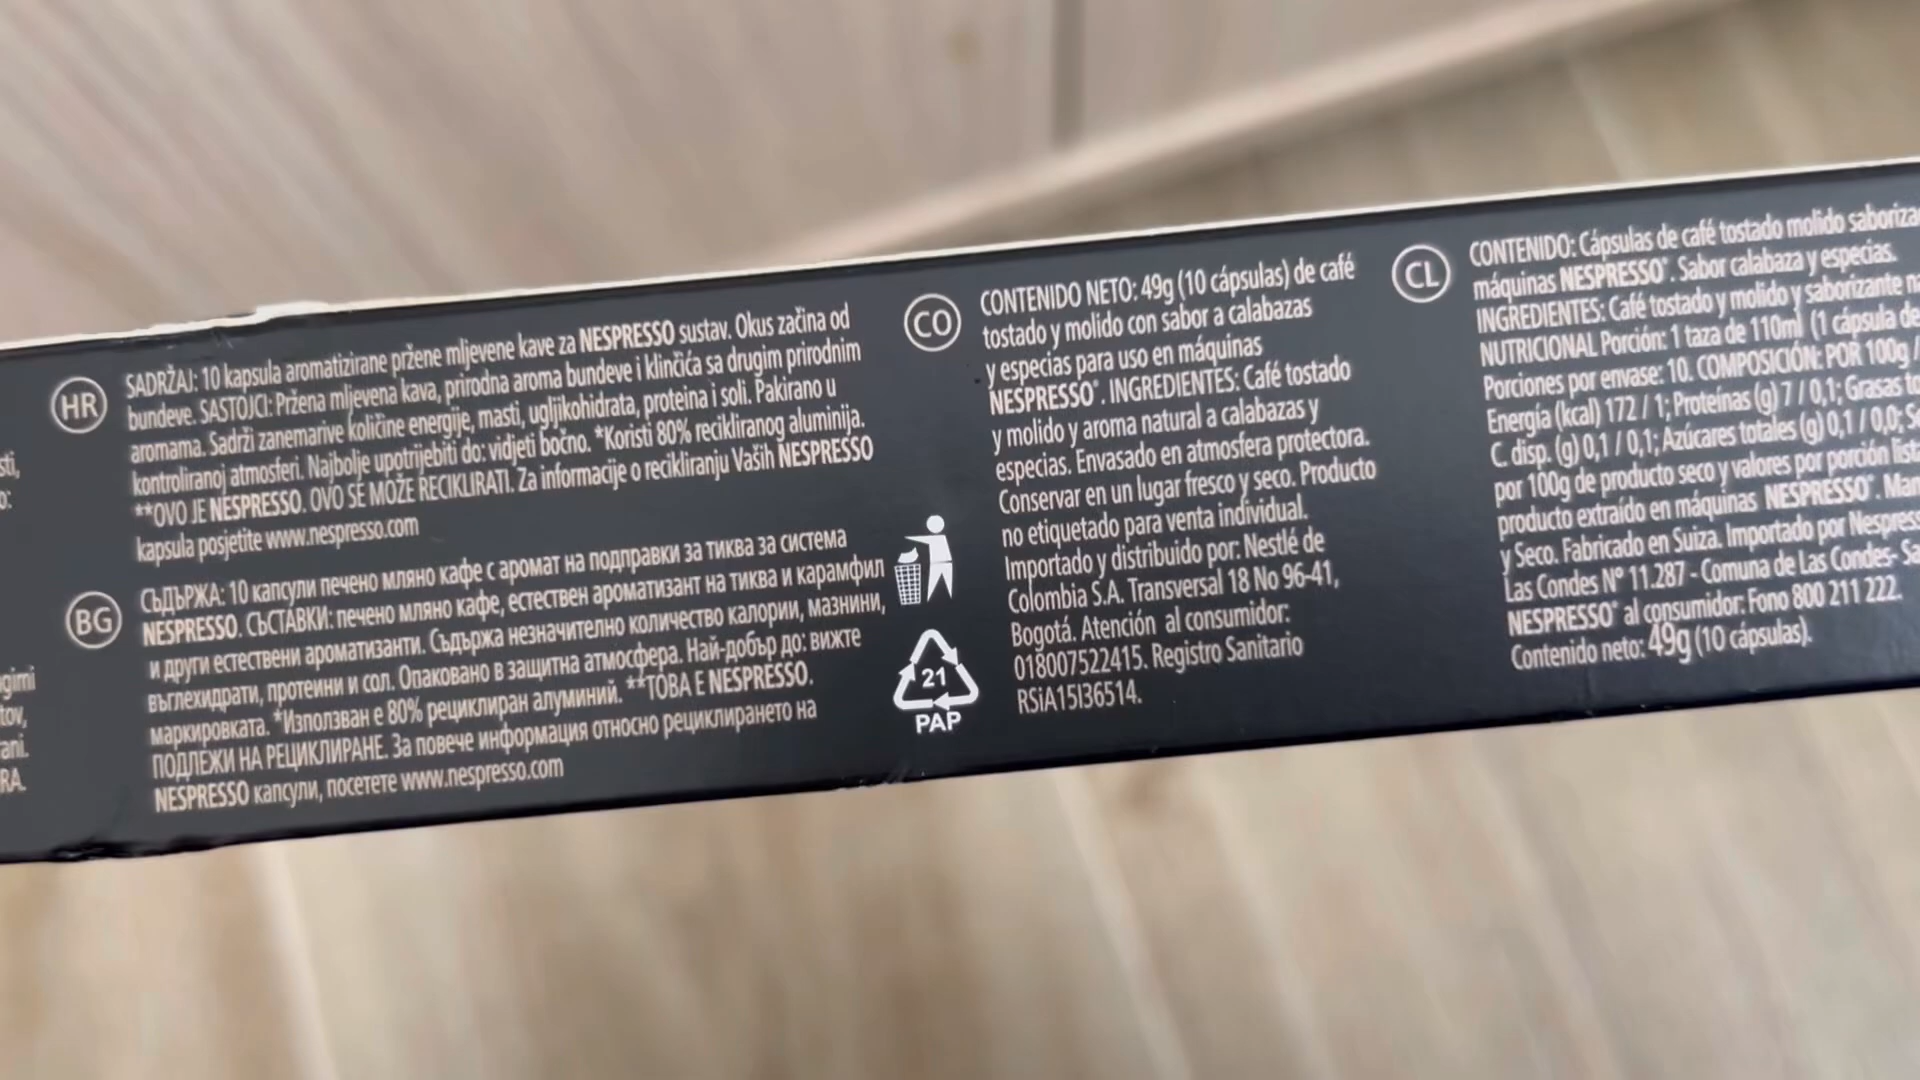 sti,
o:
gimi
tov,
ani.
RA.
HR
SADRŽAJ: 10 kapsula aromatizirane pržene mljevene kave za NESPRESSO sustav. Okus začina od
bundeve. SASTOJCI: Pržena mljevena kava, prirodna aroma bundeve i klinčića sa drugim prirodnim
aromama. Sadrži zanemarive količine energije, masti, ugljikohidrata, proteina i soli. Pakirano u
kontroliranoj atmosferi. Najbolje upotrijebiti do: vidjeti bočno. *Koristi 80% recikliranog aluminija.
**OVO JE NESPRESSO. OVO SE MOŽE RECIKLIRATI. Za informacije o recikliranju Vaših NESPRESSO
kapsula posjetite www.nespresso.com
BG
СЪДЪРЖА: 10 капсули печено мляно кафе с аромат на подправки за тиква за система
NESPRESSO. СЪСТАВКИ: печено мляно кафе, естествен ароматизант на тиква и карамфил
и други естествени ароматизанти. Съдържа незначително количество калории, мазнини,
въглехидрати, протеини и сол. Опаковано в защитна атмосфера. Най-добър до: вижте
маркировката. *Използван е 80% рециклиран алуминий. **ТОВА Е NESPRESSO.
ПОДЛЕЖИ НА РЕЦИКЛИРАНЕ. За повече информация относно рециклирането на
NESPRESSO капсули, посетете www.nespresso.com
21
PAP
CO
CONTENIDO NETO: 49g (10 cápsulas) de café
tostado y molido con sabor a calabazas
y especias para uso en máquinas
NESPRESSO®. INGREDIENTES: Café tostado
y molido y aroma natural a calabazas y
especias. Envasado en atmosfera protectora.
Conservar en un lugar fresco y seco. Producto
no etiquetado para venta individual.
Importado y distribuido por: Nestlé de
Colombia S.A. Transversal 18 No 96-41,
Bogotá. Atención al consumidor:
018007522415. Registro Sanitario
RSiA15I36514.
CL
CONTENIDO: Cápsulas de café tostado molido saboriza
máquinas NESPRESSO®. Sabor calabaza y especias.
INGREDIENTES: Café tostado y molido y saborizante na
NUTRICIONAL Porción: 1 taza de 110ml (1 cápsula de
Porciones por envase: 10. COMPOSICIÓN: POR 100g /
Energía (kcal) 172 / 1; Proteínas (g) 7 / 0,1; Grasas to
C. disp. (g) 0,1 / 0,1; Azúcares totales (g) 0,1 / 0,0; So
por 100g de producto seco y valores por porción lista
producto extraído en máquinas NESPRESSO®. Man
y Seco. Fabricado en Suiza. Importado por Nespress
Las Condes N° 11.287 - Comuna de Las Condes- Sa
NESPRESSO® al consumidor: Fono 800 211 222.
Contenido neto: 49g (10 cápsulas).